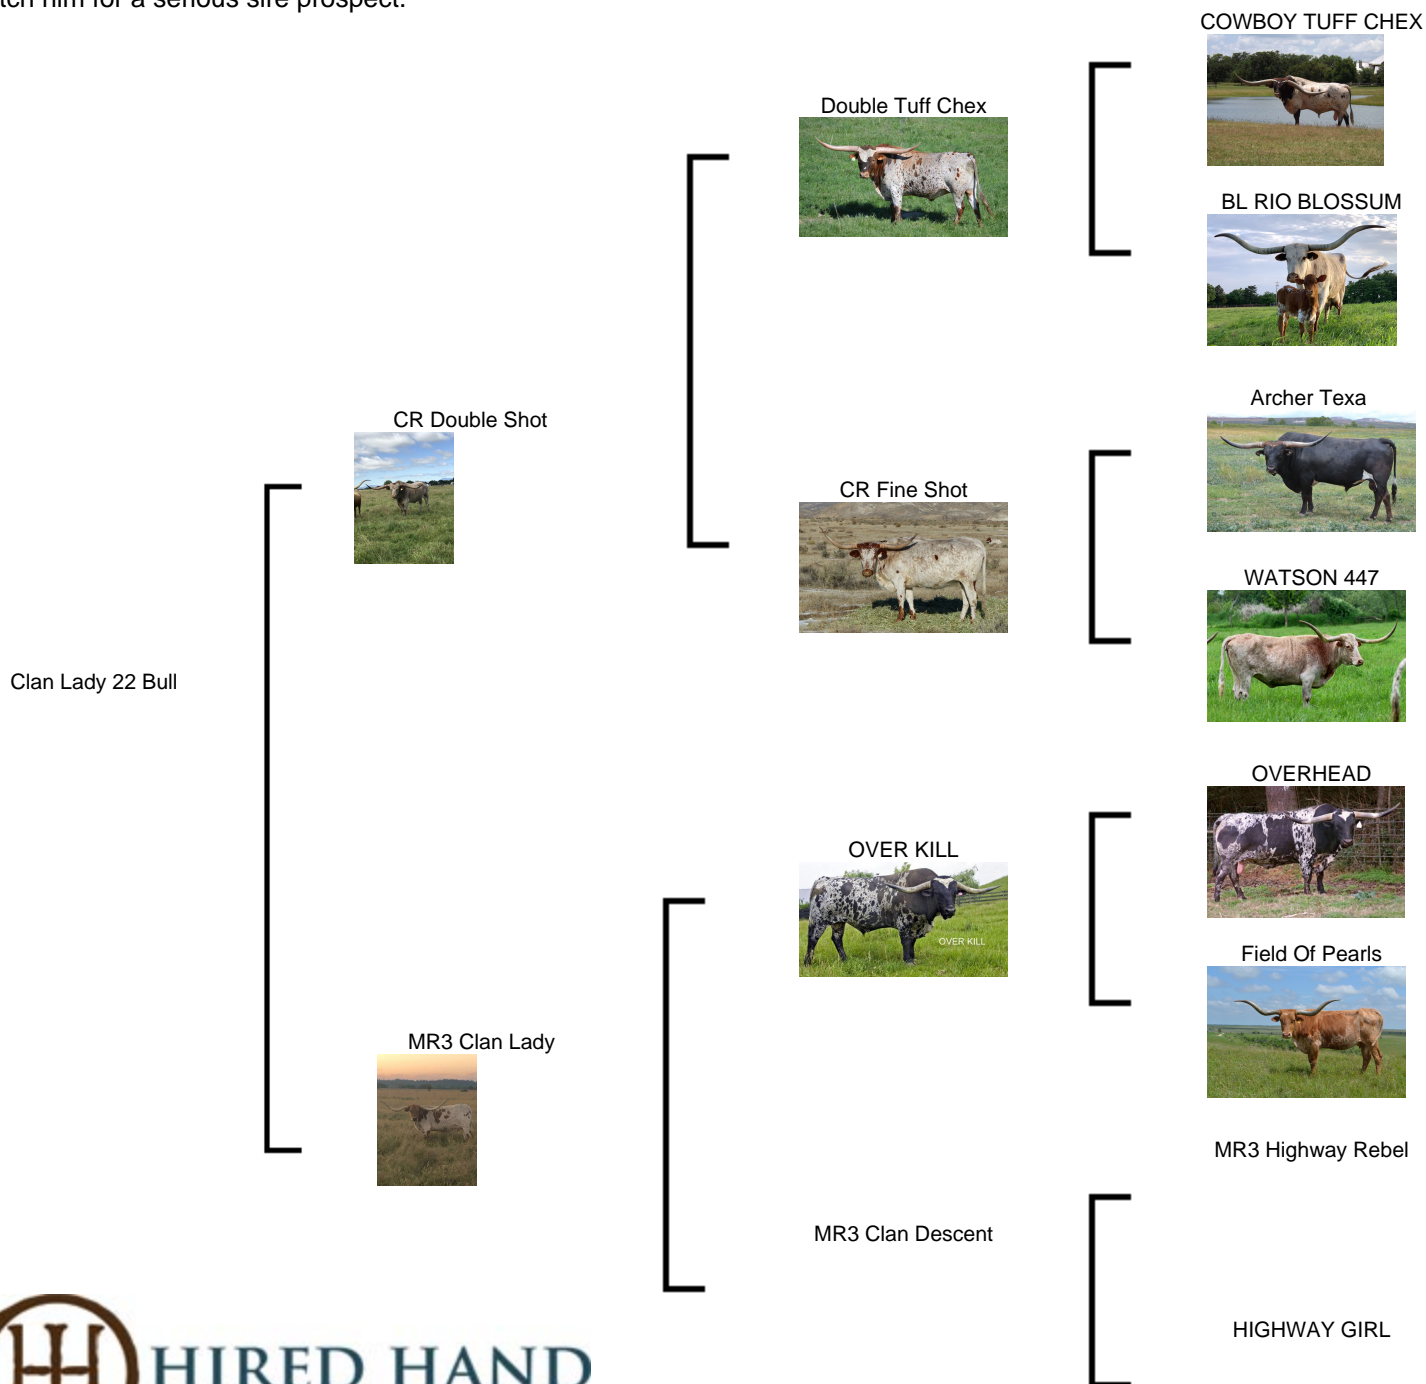 COWBOY TUFF CHEX
Double Tuff Chex
BL RIO BLOSSUM
Archer Texa
CR Double Shot
CR Fine Shot
WATSON 447
Clan Lady 22 Bull
OVERHEAD
OVER KILL
OVER KILL
Field Of Pearls
MR3 Clan Lady
MR3 Highway Rebel
MR3 Clan Descent
HIGHWAY GIRL
HIRED HAND